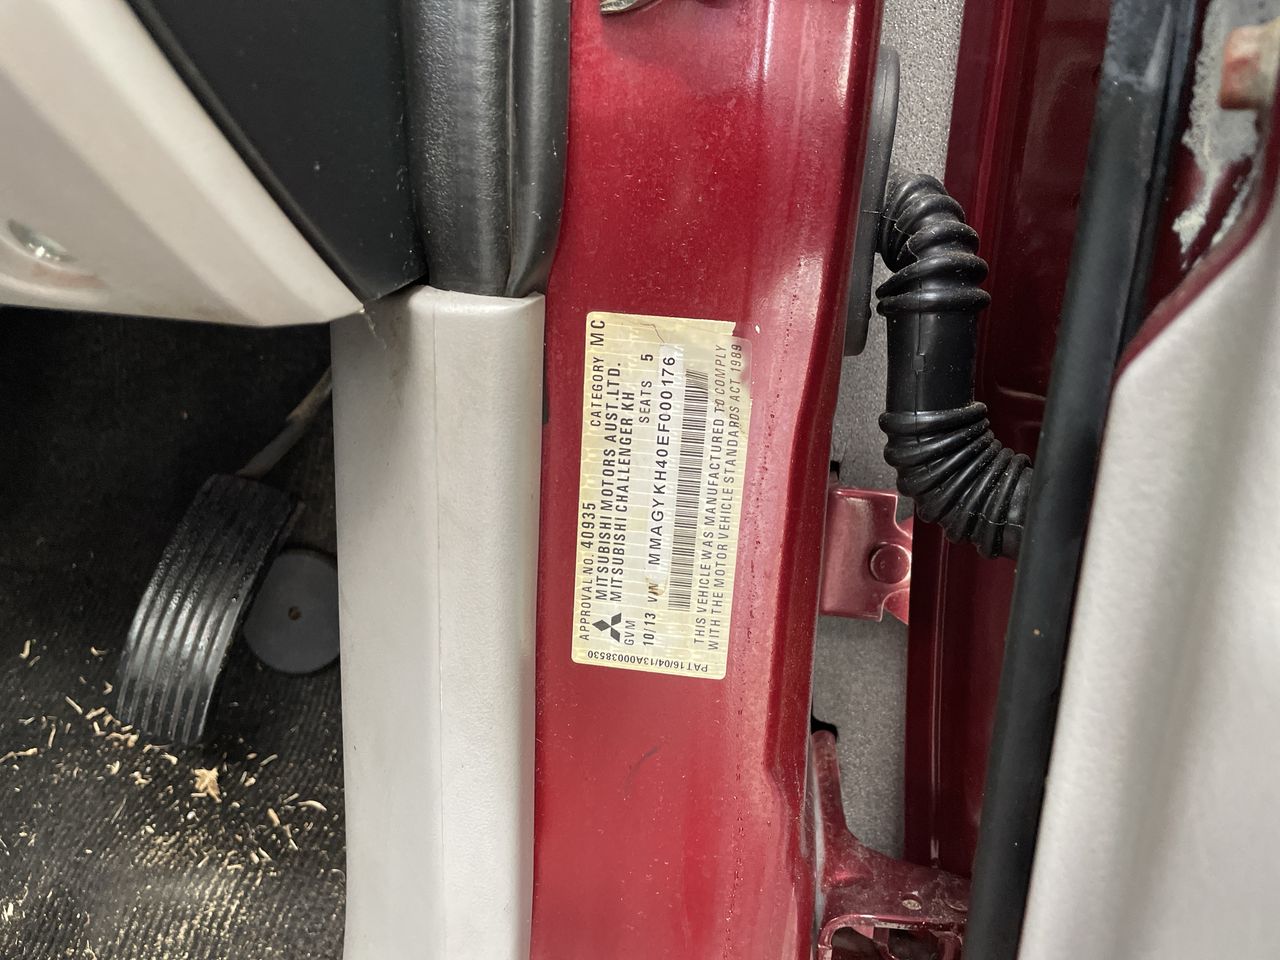 APPROVAL NO. 40935 CATEGORY MC
MITSUBISHI MOTORS AUST. LTD.
MITSUBISHI CHALLENGER KH
GVM SEATS 5
10/13 VIN MMAGYKH40EF000176
THIS VEHICLE WAS MANUFACTURED TO COMPLY
WITH THE MOTOR VEHICLE STANDARDS ACT 1989
PAT16/04/13A00038530